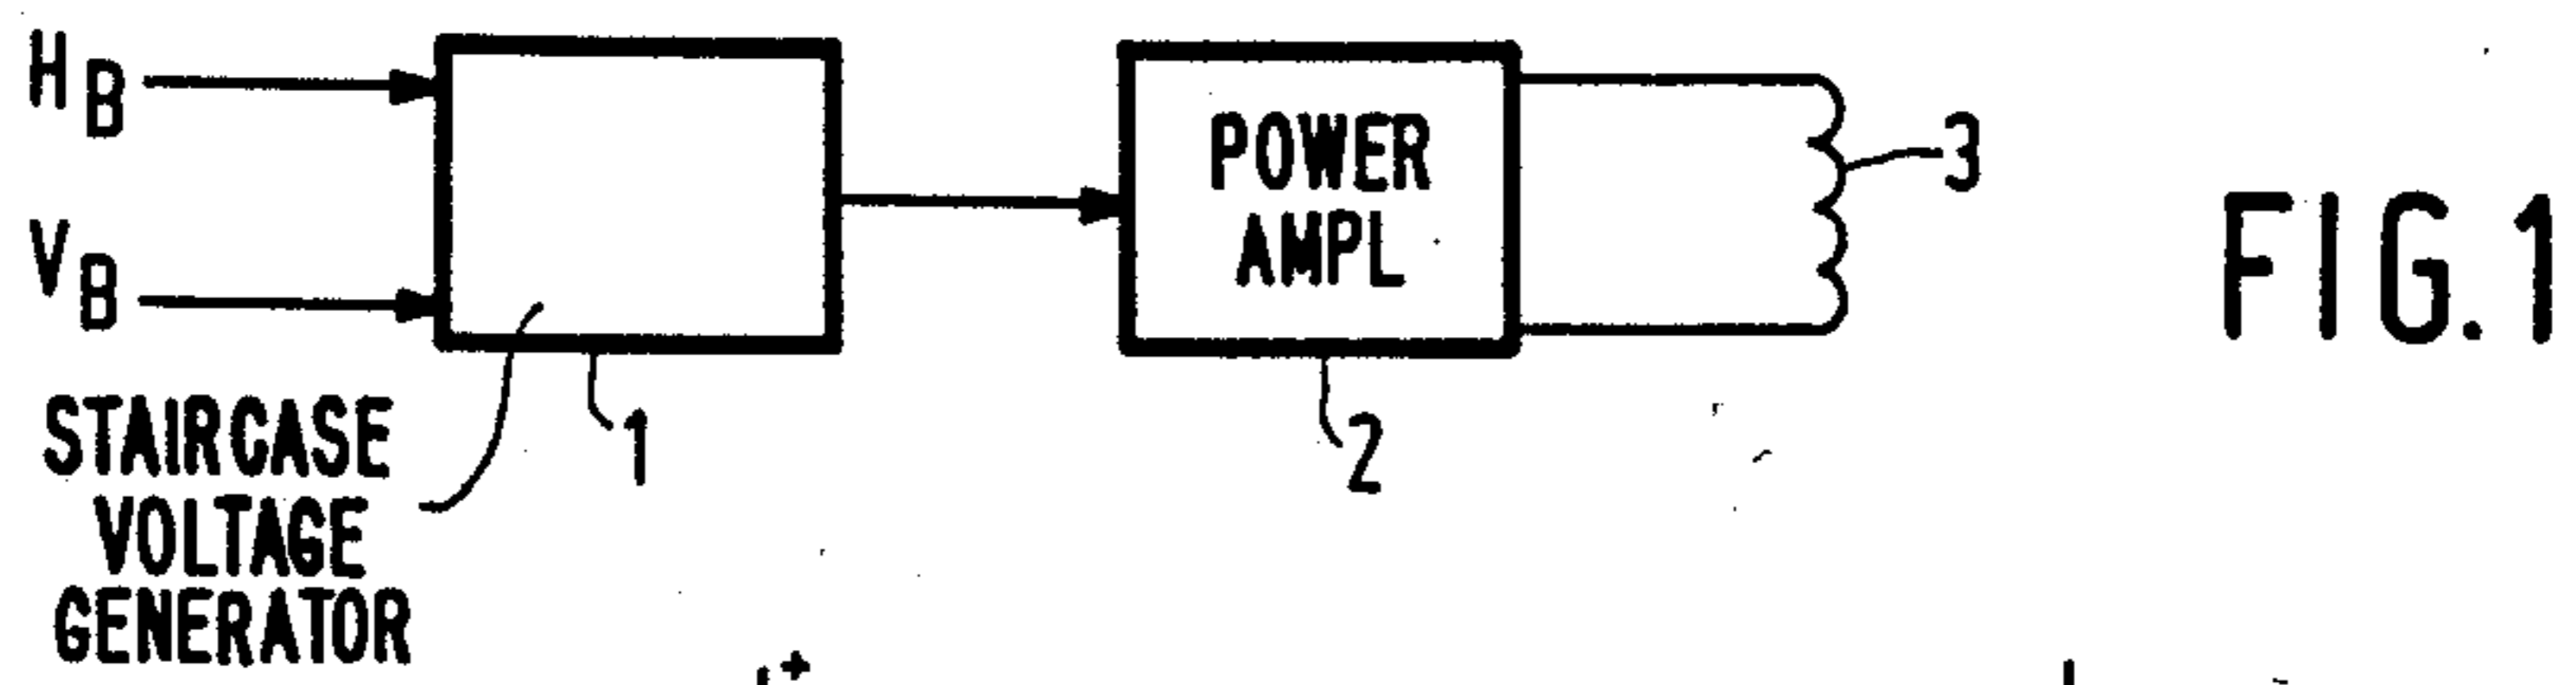 H_B
V_B
POWER
AMPL
3
FIG.1
1
2
STAIRCASE
VOLTAGE
GENERATOR
+